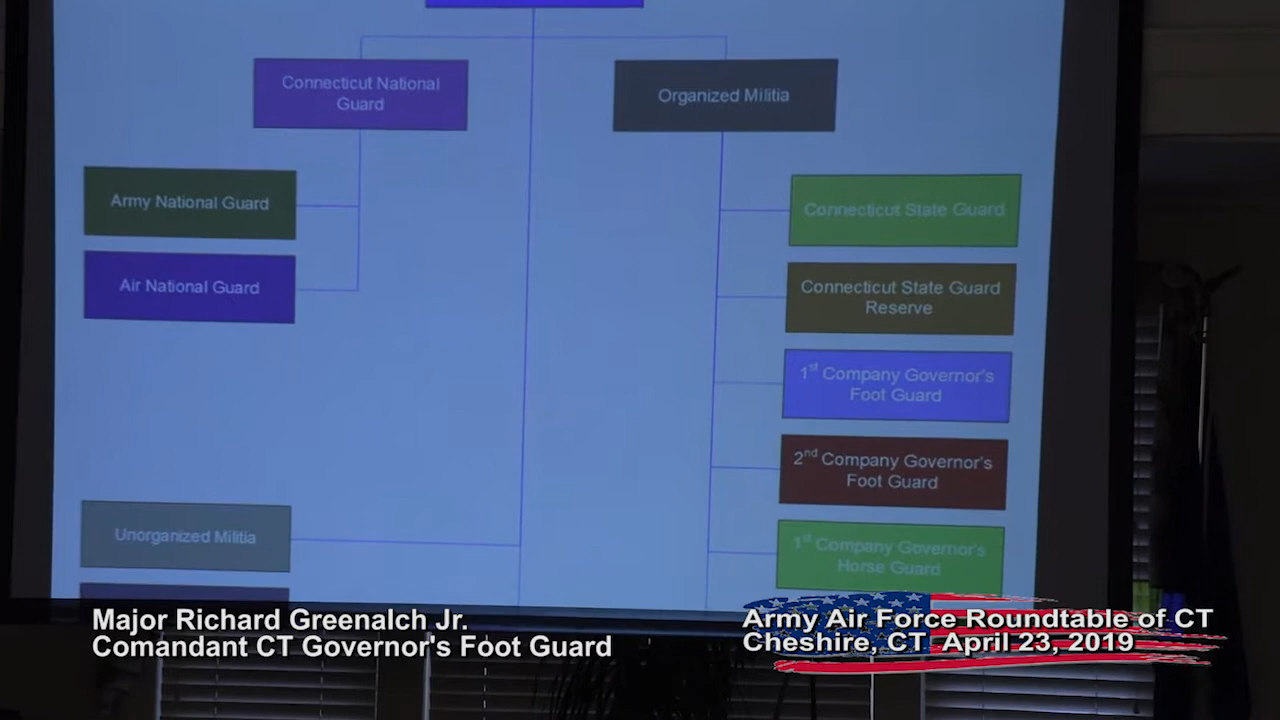 Connecticut National
Guard
Organized Militia
Army National Guard
Connecticut State Guard
Air National Guard
Connecticut State Guard
Reserve
1st Company Governor's
Foot Guard
2nd Company Governor's
Foot Guard
Unorganized Militia
1st Company Governor's
Horse Guard
Major Richard Greenalch Jr.
Comandant CT Governor's Foot Guard
Army Air Force Roundtable of CT
Cheshire, CT April 23, 2019